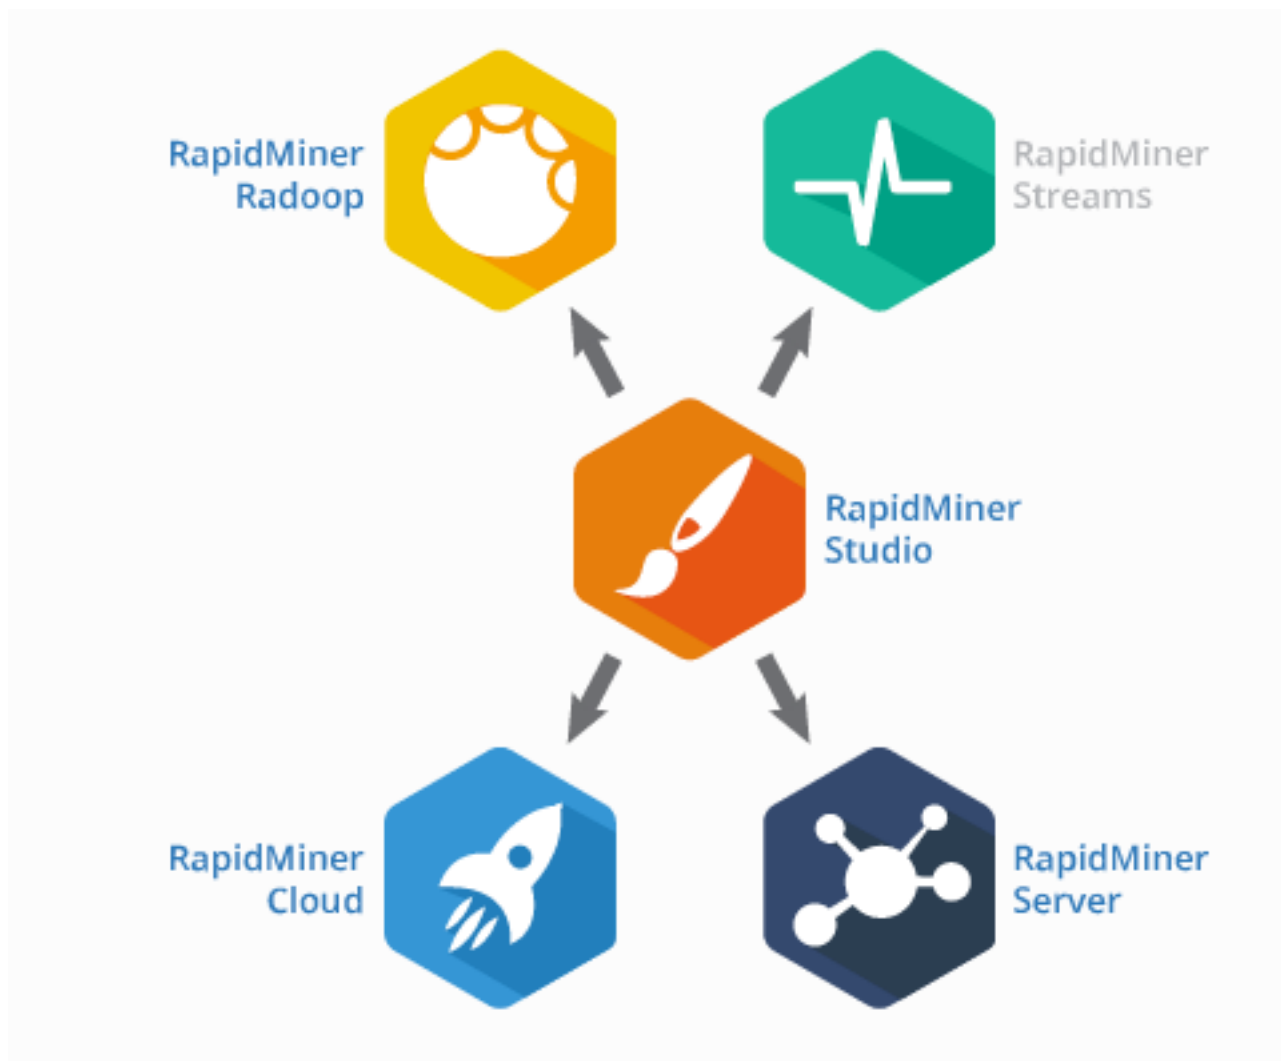 RapidMiner
Radoop
RapidMiner
Streams
RapidMiner
Studio
RapidMiner
Cloud
RapidMiner
Server